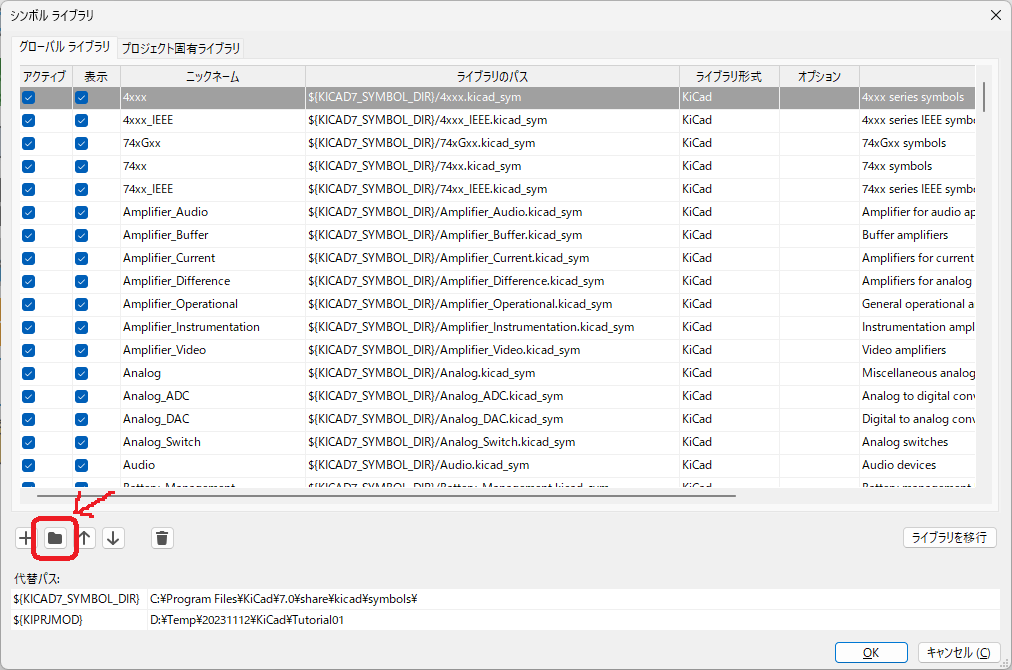 シンボル ライブラリ
グローバル ライブラリ プロジェクト固有ライブラリ
アクティブ 表示 ニックネーム ライブラリのパス ライブラリ形式 オプション
4xxx ${KICAD7_SYMBOL_DIR}/4xxx.kicad_sym KiCad 4xxx series symbols
4xxx_IEEE ${KICAD7_SYMBOL_DIR}/4xxx_IEEE.kicad_sym KiCad 4xxx series IEEE symb
74xGxx ${KICAD7_SYMBOL_DIR}/74xGxx.kicad_sym KiCad 74xGxx symbols
74xx ${KICAD7_SYMBOL_DIR}/74xx.kicad_sym KiCad 74xx symbols
74xx_IEEE ${KICAD7_SYMBOL_DIR}/74xx_IEEE.kicad_sym KiCad 74xx series IEEE symb
Amplifier_Audio ${KICAD7_SYMBOL_DIR}/Amplifier_Audio.kicad_sym KiCad Amplifier for audio ap
Amplifier_Buffer ${KICAD7_SYMBOL_DIR}/Amplifier_Buffer.kicad_sym KiCad Buffer amplifiers
Amplifier_Current ${KICAD7_SYMBOL_DIR}/Amplifier_Current.kicad_sym KiCad Amplifiers for current
Amplifier_Difference ${KICAD7_SYMBOL_DIR}/Amplifier_Difference.kicad_sym KiCad Amplifiers for analog
Amplifier_Operational ${KICAD7_SYMBOL_DIR}/Amplifier_Operational.kicad_sym KiCad General operational a
Amplifier_Instrumentation ${KICAD7_SYMBOL_DIR}/Amplifier_Instrumentation.kicad_sym KiCad Instrumentation ampl
Amplifier_Video ${KICAD7_SYMBOL_DIR}/Amplifier_Video.kicad_sym KiCad Video amplifiers
Analog ${KICAD7_SYMBOL_DIR}/Analog.kicad_sym KiCad Miscellaneous analog
Analog_ADC ${KICAD7_SYMBOL_DIR}/Analog_ADC.kicad_sym KiCad Analog to digital conv
Analog_DAC ${KICAD7_SYMBOL_DIR}/Analog_DAC.kicad_sym KiCad Digital to analog conv
Analog_Switch ${KICAD7_SYMBOL_DIR}/Analog_Switch.kicad_sym KiCad Analog switches
Audio ${KICAD7_SYMBOL_DIR}/Audio.kicad_sym KiCad Audio devices
Battery_Management ${KICAD7_SYMBOL_DIR}/Battery_Management.kicad_sym KiCad Battery management
ライブラリを移行
代替パス:
${KICAD7_SYMBOL_DIR} C:¥Program Files¥KiCad¥7.0¥share¥kicad¥symbols¥
${KIPRJMOD} D:¥Temp¥20231112¥KiCad¥Tutorial01
OK キャンセル (C)